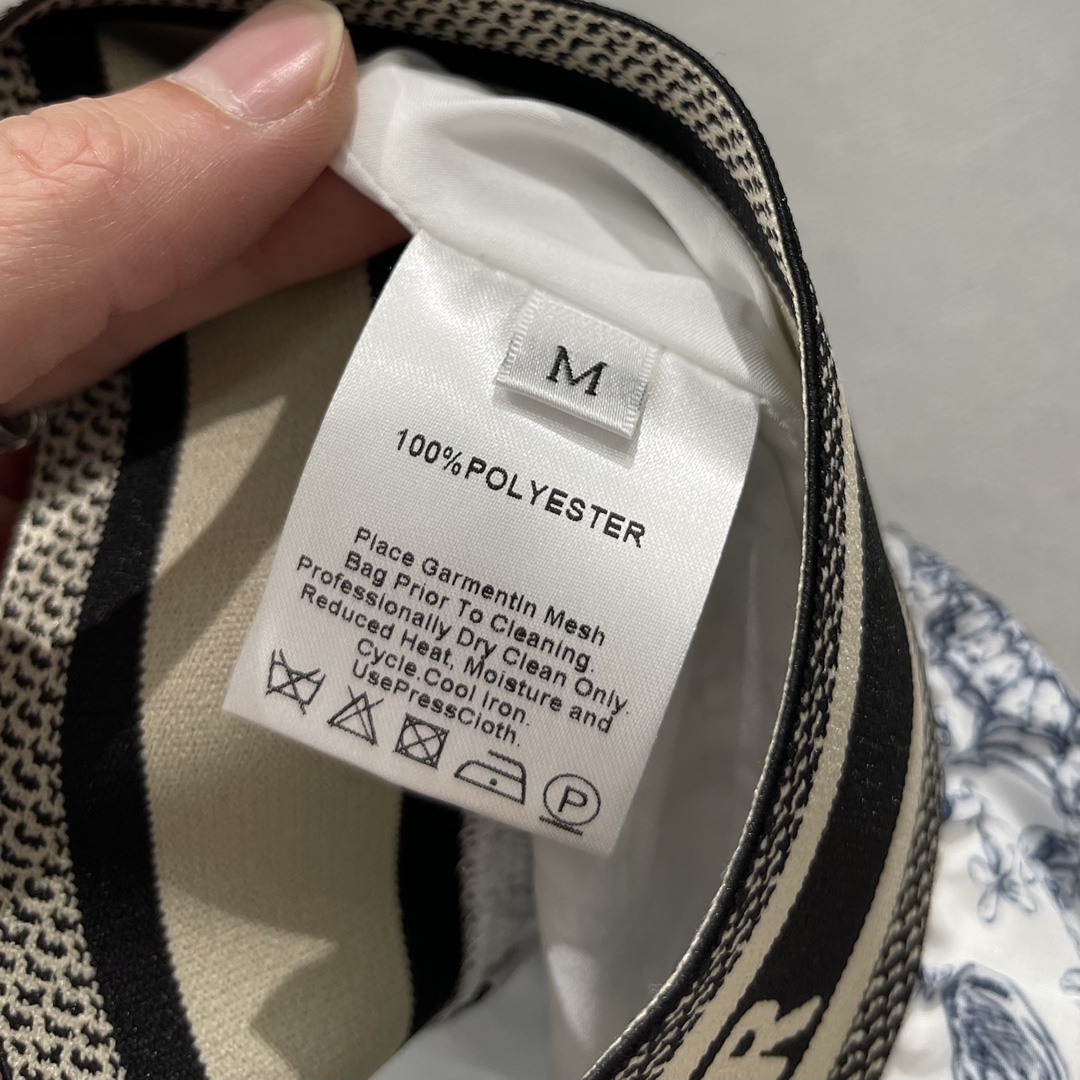 M
100%POLYESTER
Place GarmentIn Mesh
Bag Prior To Cleaning.
Professionally Dry Clean Only.
Reduced Heat, Moisture and
Cycle.Cool Iron.
UsePressCloth.
P
R